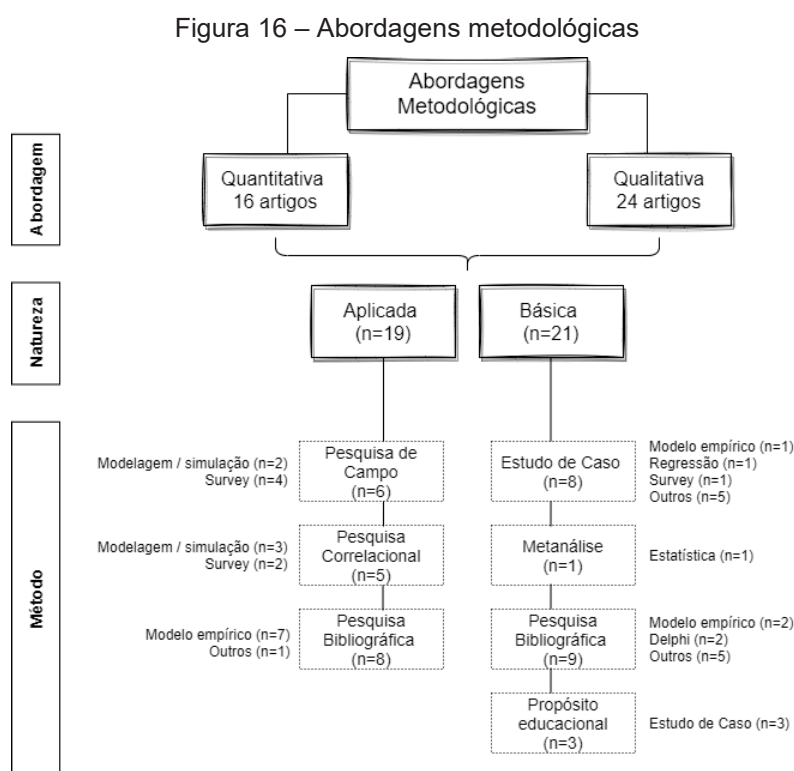 Figura 16 – Abordagens metodológicas
Abordagens
Metodológicas
Abordagem
Quantitativa
16 artigos
Qualitativa
24 artigos
Natureza
Aplicada
(n=19)
Básica
(n=21)
Método
Modelagem / simulação (n=2)
Survey (n=4)
Pesquisa de
Campo
(n=6)
Estudo de Caso
(n=8)
Modelo empírico (n=1)
Regressão (n=1)
Survey (n=1)
Outros (n=5)
Modelagem / simulação (n=3)
Survey (n=2)
Pesquisa
Correlacional
(n=5)
Metanálise
(n=1)
Estatística (n=1)
Modelo empírico (n=7)
Outros (n=1)
Pesquisa
Bibliográfica
(n=8)
Pesquisa
Bibliográfica
(n=9)
Modelo empírico (n=2)
Delphi (n=2)
Outros (n=5)
Propósito
educacional
(n=3)
Estudo de Caso (n=3)